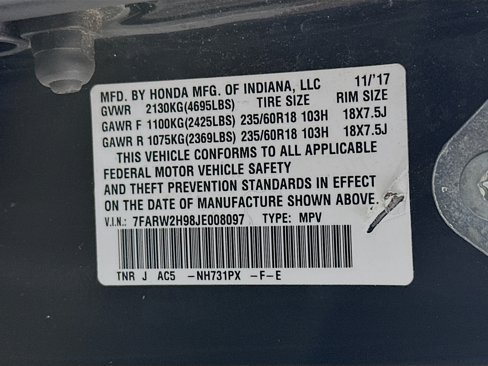 MFD. BY HONDA MFG. OF INDIANA, LLC 11/'17
GVWR 2130KG(4695LBS) TIRE SIZE RIM SIZE
GAWR F 1100KG(2425LBS) 235/60R18 103H 18X7.5J
GAWR R 1075KG(2369LBS) 235/60R18 103H 18X7.5J
THIS VEHICLE CONFORMS TO ALL APPLICABLE
FEDERAL MOTOR VEHICLE SAFETY
AND THEFT PREVENTION STANDARDS IN EFFECT
ON THE DATE OF MANUFACTURE SHOWN ABOVE.
V.I.N.: 7FARW2H98JE008097 TYPE: MPV
TNR J AC5 -NH731PX -F-E